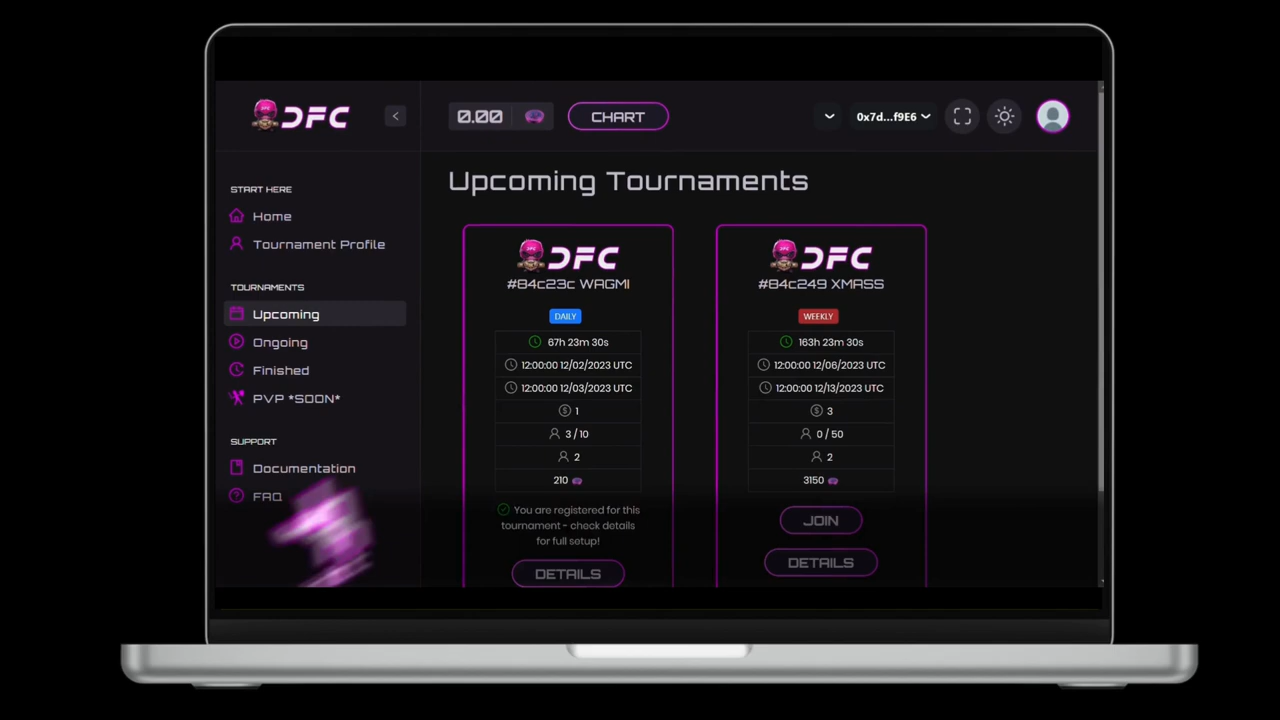 DFC
0.00
CHART
0x7d...f9E6
START HERE
Home
Tournament Profile
TOURNAMENTS
Upcoming
Ongoing
Finished
PVP *SOON*
SUPPORT
Documentation
FAQ
Upcoming Tournaments
DFC
#84c23c WAGMI
DAILY
67h 23m 30s
12:00:00 12/02/2023 UTC
12:00:00 12/03/2023 UTC
1
3 / 10
2
210
You are registered for this
tournament - check details
for full setup!
DETAILS
DFC
#84c249 XMASS
WEEKLY
163h 23m 30s
12:00:00 12/06/2023 UTC
12:00:00 12/13/2023 UTC
3
0 / 50
2
3150
JOIN
DETAILS